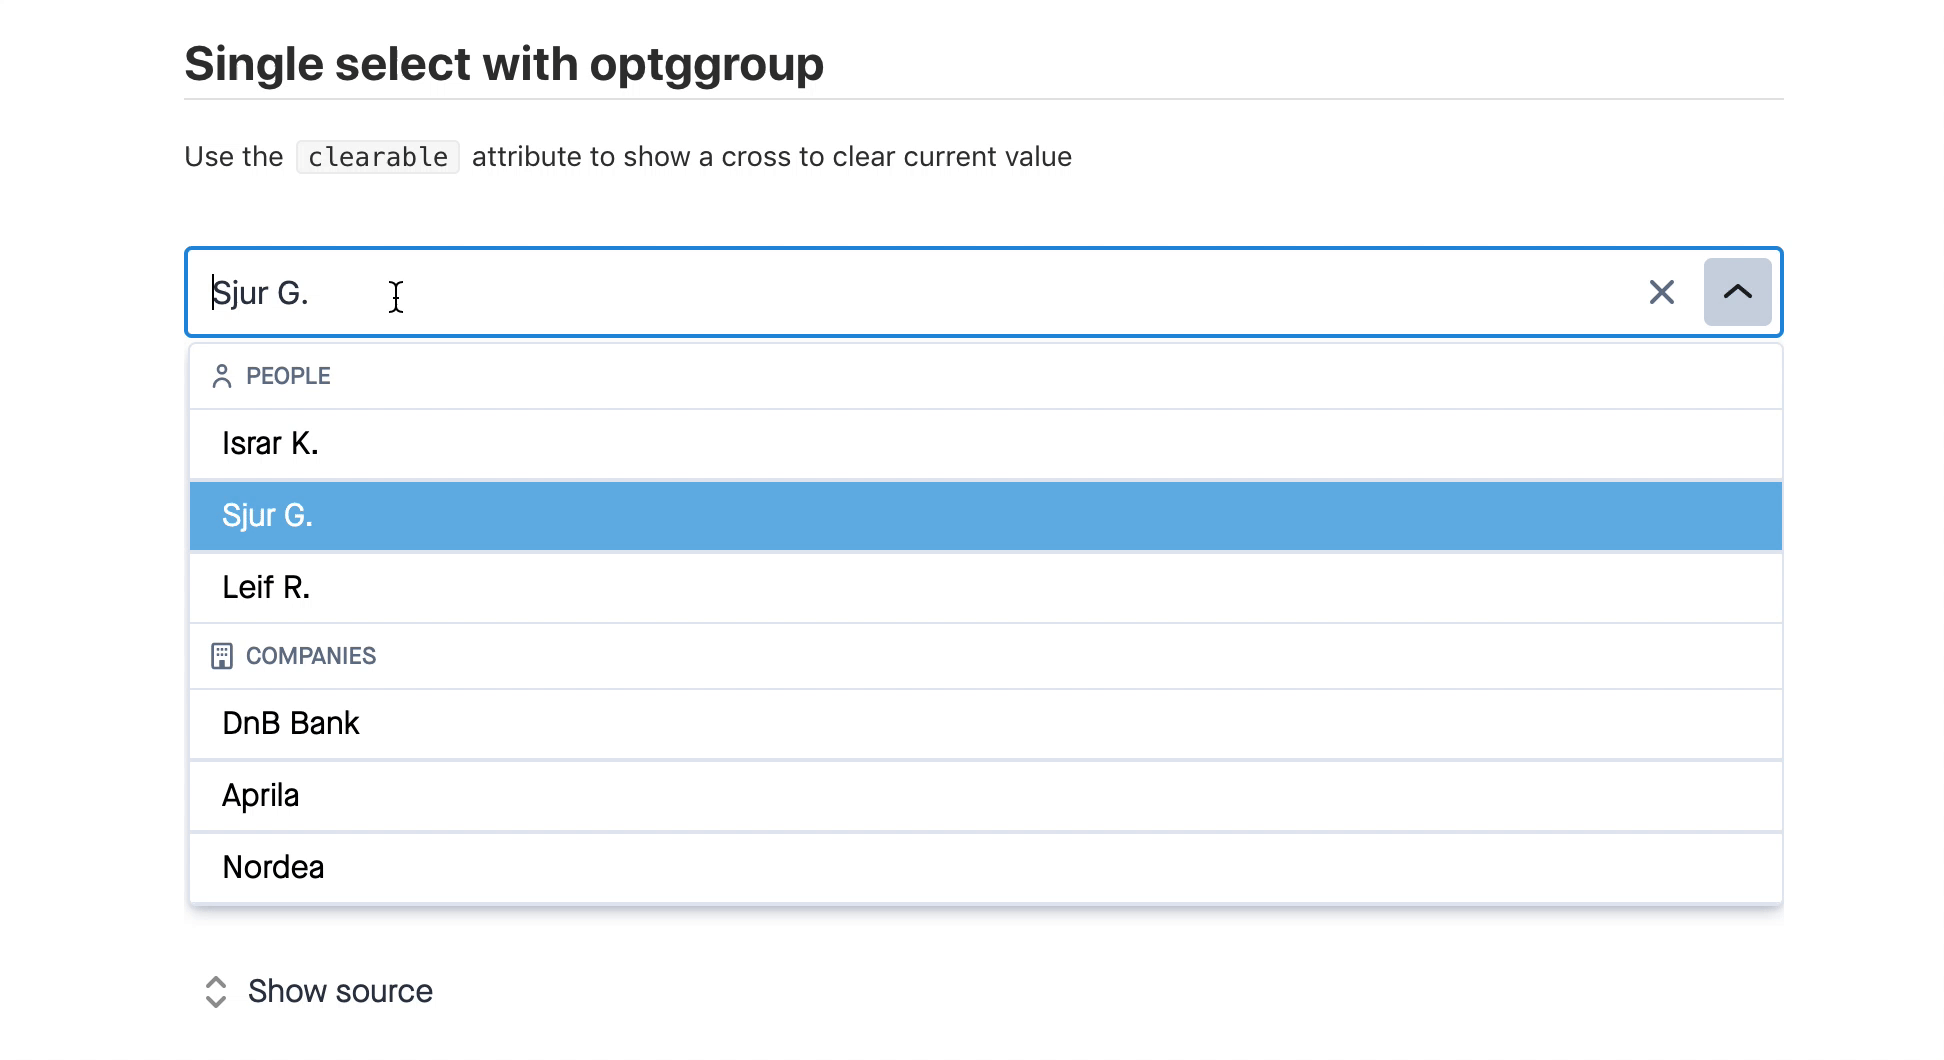 Single select with optggroup
Use the clearable attribute to show a cross to clear current value
Sjur G.
PEOPLE
Israr K.
Sjur G.
Leif R.
COMPANIES
DnB Bank
Aprila
Nordea
Show source